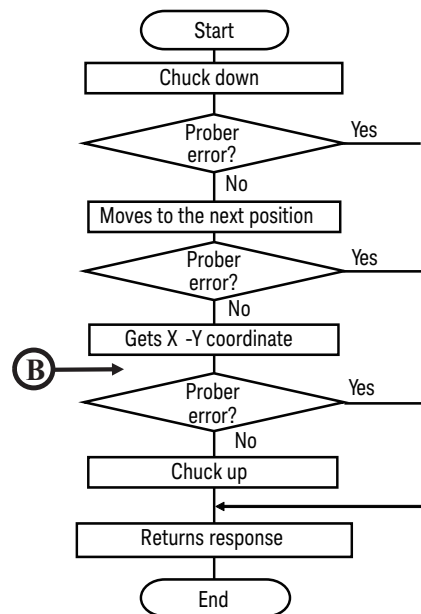 Start
Chuck down
Prober
error?
Yes
No
Moves to the next position
Prober
error?
Yes
No
Gets X -Y coordinate
B
Prober
error?
Yes
No
Chuck up
Returns response
End